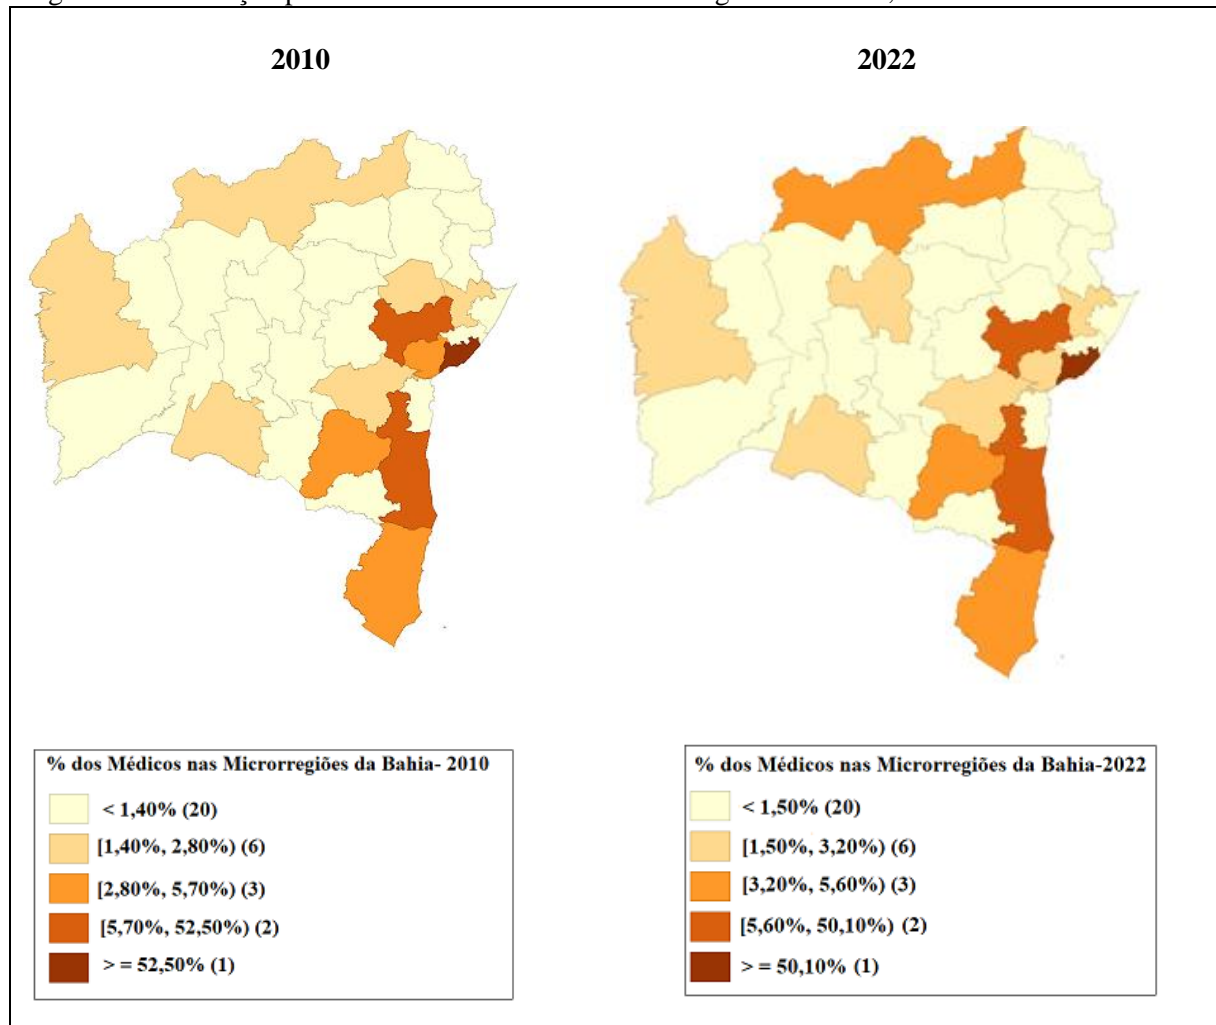 2010
2022
% dos Médicos nas Microrregiões da Bahia- 2010
< 1,40% (20)
[1,40%, 2,80%) (6)
[2,80%, 5,70%) (3)
[5,70%, 52,50%) (2)
> = 52,50% (1)
% dos Médicos nas Microrregiões da Bahia-2022
< 1,50% (20)
[1,50%, 3,20%) (6)
[3,20%, 5,60%) (3)
[5,60%, 50,10%) (2)
> = 50,10% (1)